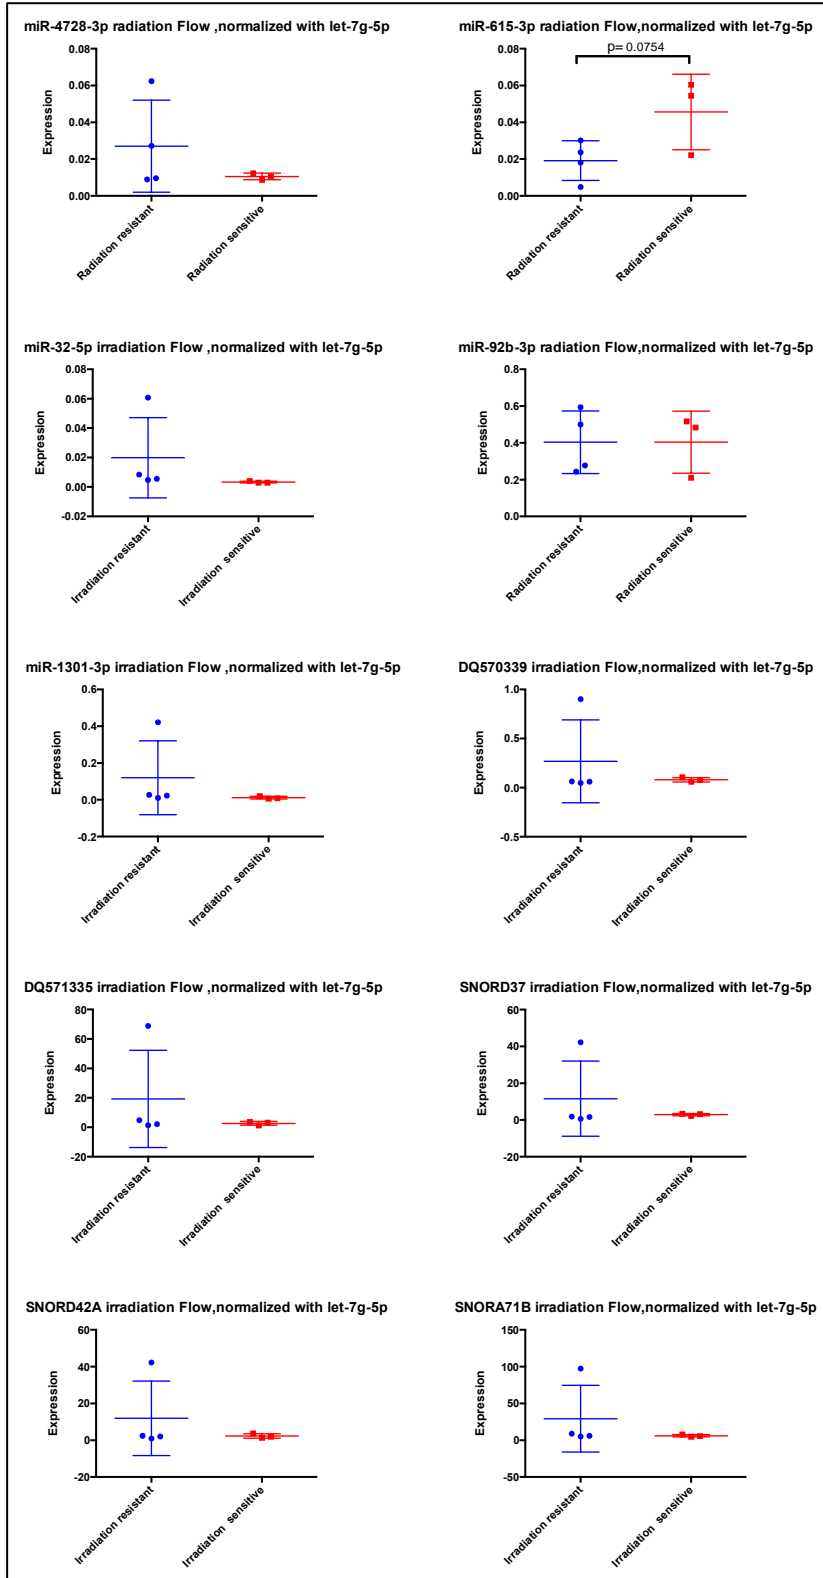 miR-4728-3p radiation Flow ,normalized with let-7g-5p
Expression
0.08
0.06
0.04
0.02
0.00
Radiation resistant
Radiation sensitive
miR-615-3p radiation Flow,normalized with let-7g-5p
p= 0.0754
Expression
0.08
0.06
0.04
0.02
0.00
Radiation resistant
Radiation sensitive
miR-32-5p irradiation Flow ,normalized with let-7g-5p
Expression
0.08
0.06
0.04
0.02
0.00
-0.02
Irradiation resistant
Irradiation sensitive
miR-92b-3p radiation Flow,normalized with let-7g-5p
Expression
0.8
0.6
0.4
0.2
0.0
Radiation resistant
Radiation sensitive
miR-1301-3p irradiation Flow ,normalized with let-7g-5p
Expression
0.6
0.4
0.2
0.0
-0.2
Irradiation resistant
Irradiation sensitive
DQ570339 irradiation Flow,normalized with let-7g-5p
Expression
1.0
0.5
0.0
-0.5
Irradiation resistant
Irradiation sensitive
DQ571335 irradiation Flow ,normalized with let-7g-5p
Expression
80
60
40
20
0
-20
Irradiation resistant
Irradiation sensitive
SNORD37 irradiation Flow,normalized with let-7g-5p
Expression
60
40
20
0
-20
Irradiation resistant
Irradiation sensitive
SNORD42A irradiation Flow,normalized with let-7g-5p
Expression
60
40
20
0
-20
Irradiation resistant
Irradiation sensitive
SNORA71B irradiation Flow,normalized with let-7g-5p
Expression
150
100
50
0
-50
Irradiation resistant
Irradiation sensitive